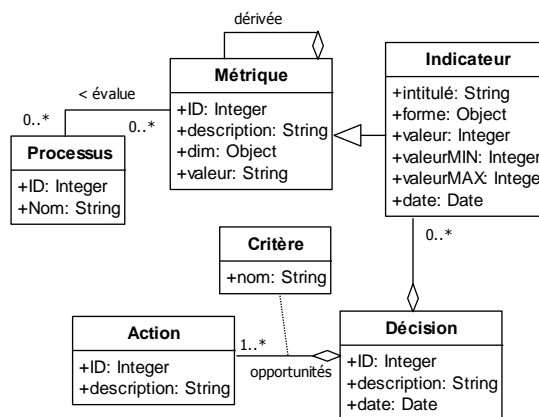 dérivée
Métrique
+ID: Integer
+description: String
+dim: Object
+valeur: String
Indicateur
+intitulé: String
+forme: Object
+valeur: Integer
+valeurMIN: Integer
+valeurMAX: Intege
+date: Date
< évalue
0..*
0..*
Processus
+ID: Integer
+Nom: String
0..*
Critère
+nom: String
Action
+ID: Integer
+description: String
1..*
opportunités
Décision
+ID: Integer
+description: String
+date: Date